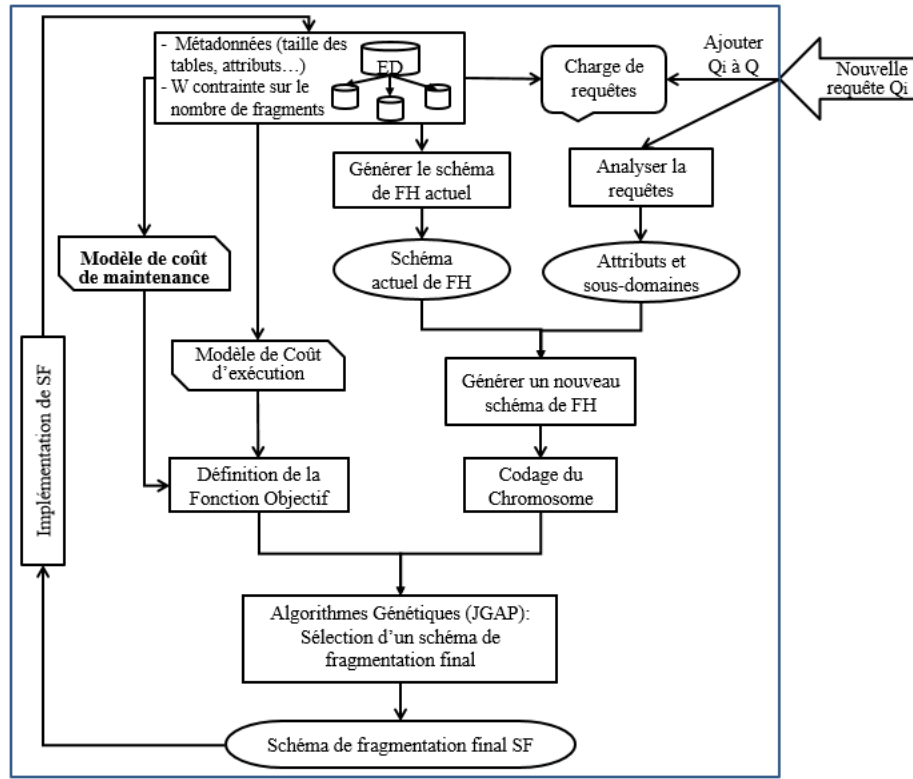 - Métadonnées (taille des
tables, attributs…)
- W contrainte sur le
nombre de fragments
ED
Charge de
requêtes
Ajouter
Qi à Q
Nouvelle
requête Qi
Générer le schéma
de FH actuel
Analyser la
requêtes
Modèle de coût
de maintenance
Schéma
actuel de FH
Attributs et
sous-domaines
Implémentation de SF
Modèle de Coût
d’exécution
Générer un nouveau
schéma de FH
Définition de la
Fonction Objectif
Codage du
Chromosome
Algorithmes Génétiques (JGAP):
Sélection d’un schéma de
fragmentation final
Schéma de fragmentation final SF